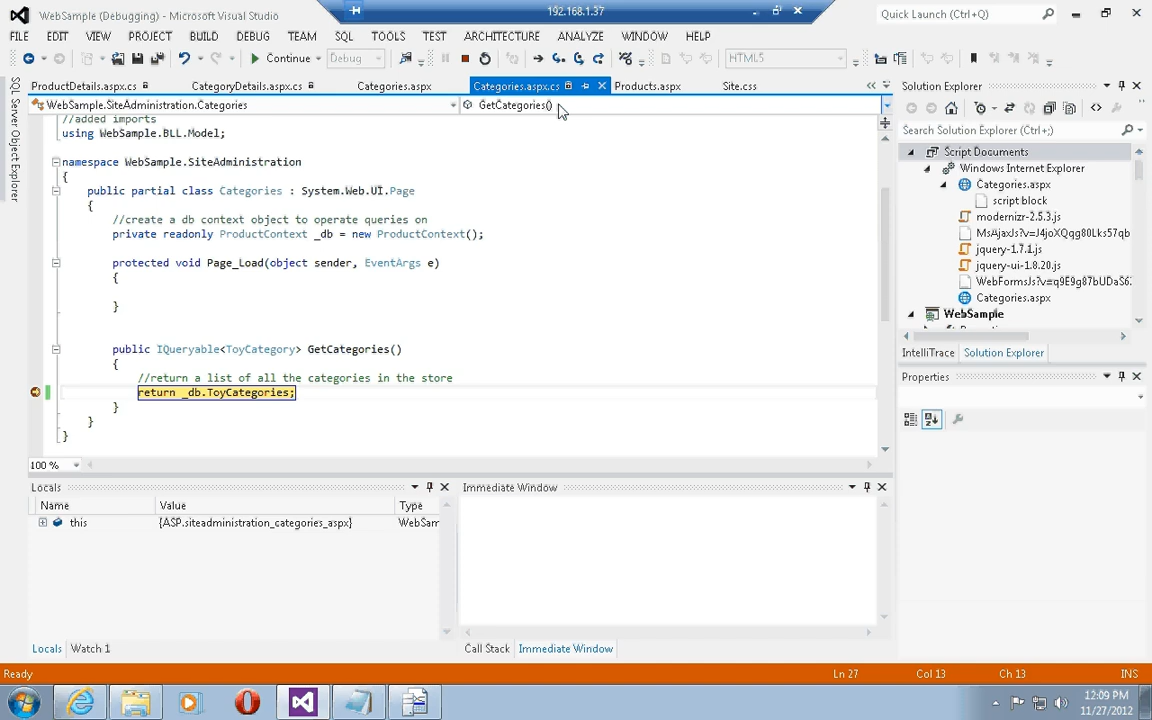 WebSample (Debugging) - Microsoft Visual Studio
192.168.1.37
Quick Launch (Ctrl+Q)
FILE EDIT VIEW PROJECT BUILD DEBUG TEAM SQL TOOLS TEST ARCHITECTURE ANALYZE WINDOW HELP
Continue Debug HTML5
ProductDetails.aspx.cs CategoryDetails.aspx.cs Categories.aspx Categories.aspx.cs Products.aspx Site.css
WebSample.SiteAdministration.Categories GetCategories()
SQL Server Object Explorer
//added imports
using WebSample.BLL.Model;
namespace WebSample.SiteAdministration
{
public partial class Categories : System.Web.UI.Page
{
//create a db context object to operate queries on
private readonly ProductContext _db = new ProductContext();
protected void Page_Load(object sender, EventArgs e)
{
}
public IQueryable<ToyCategory> GetCategories()
{
//return a list of all the categories in the store
return _db.ToyCategories;
}
}
}
100 %
Solution Explorer
Search Solution Explorer (Ctrl+;)
Script Documents
Windows Internet Explorer
Categories.aspx
script block
modernizr-2.5.3.js
MsAjaxJs?v=J4joXQqg80Lks57qb
jquery-1.7.1.js
jquery-ui-1.8.20.js
Categories.aspx
WebSample
IntelliTrace Solution Explorer
Properties
Locals
Name Value Type
this {ASP.siteadministration_categories_aspx} WebSam
Locals Watch 1
Immediate Window
Call Stack Immediate Window
Ready Ln 27 Col 13 Ch 13 INS
12:09 PM
11/27/2012